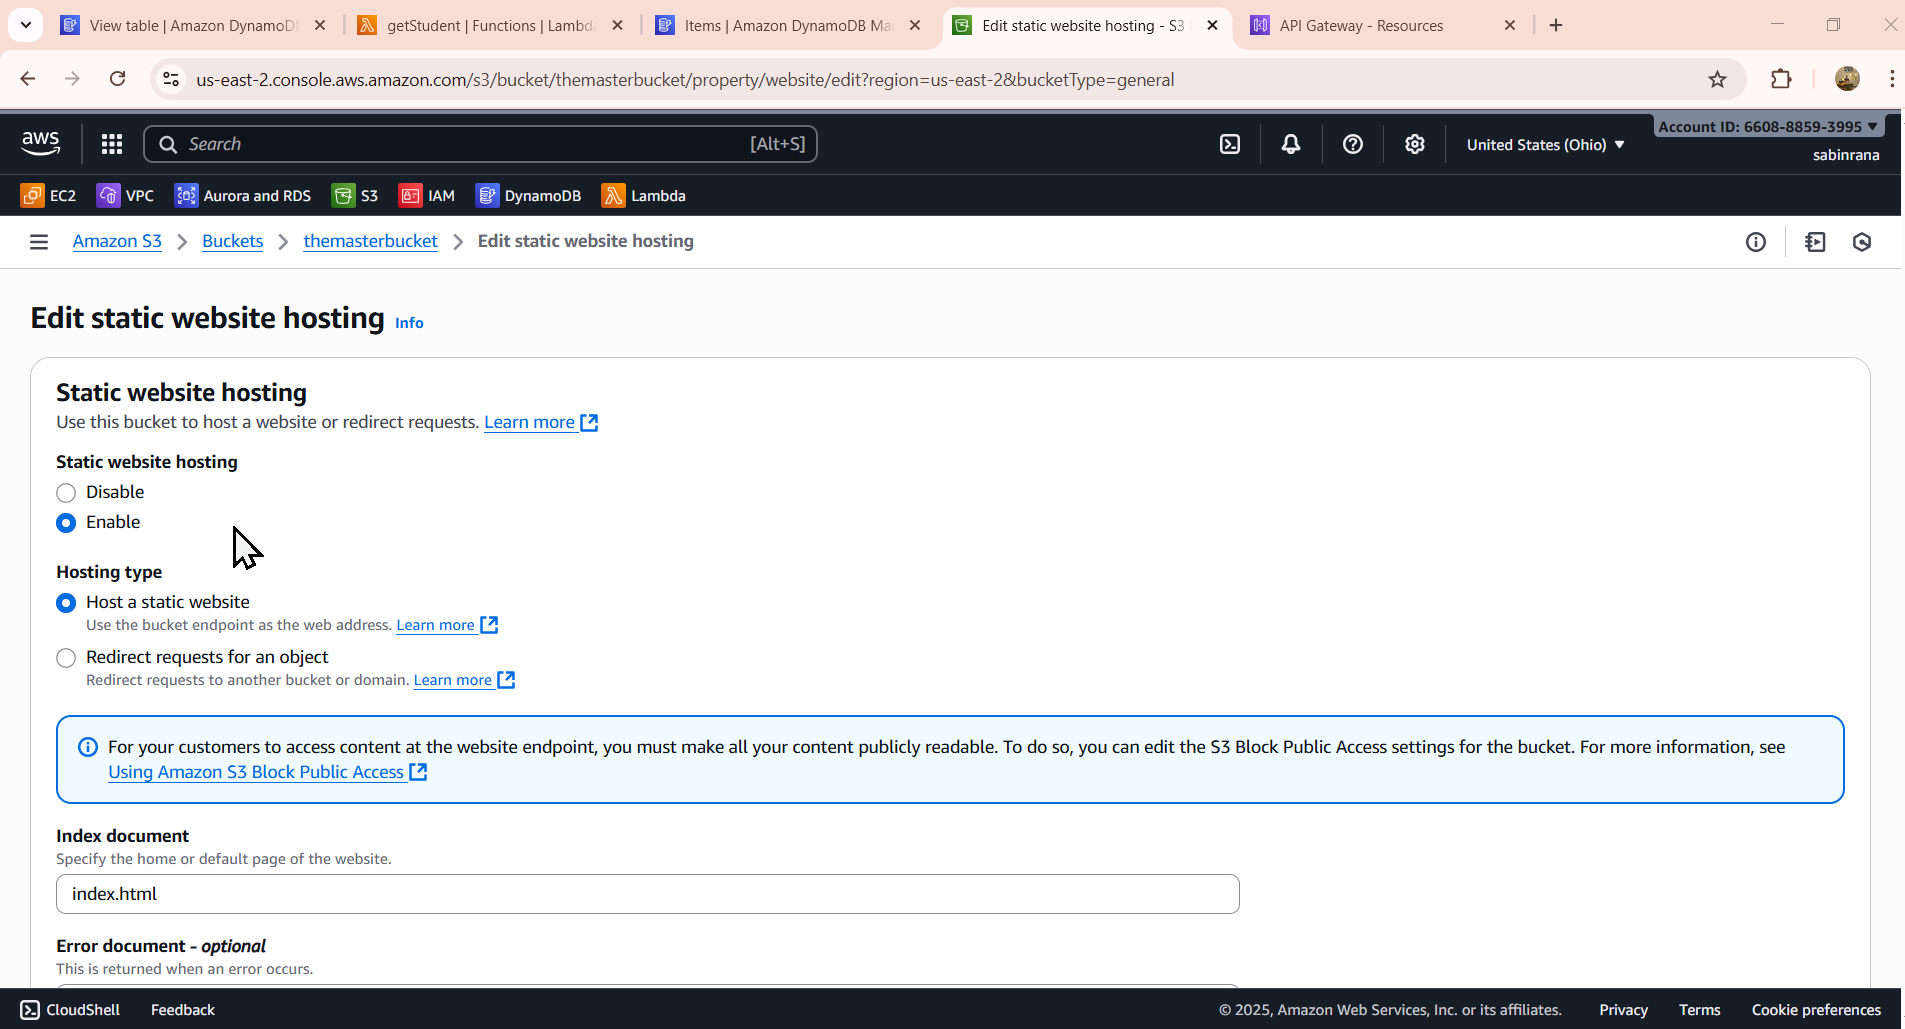 View table | Amazon DynamoDB
getStudent | Functions | Lambda
Items | Amazon DynamoDB Ma
Edit static website hosting - S3
API Gateway - Resources
us-east-2.console.aws.amazon.com/s3/bucket/themasterbucket/property/website/edit?region=us-east-2&bucketType=general
aws
Search
[Alt+S]
United States (Ohio)
Account ID: 6608-8859-3995
sabinrana
EC2
VPC
Aurora and RDS
S3
IAM
DynamoDB
Lambda
Amazon S3
Buckets
themasterbucket
Edit static website hosting
Edit static website hosting Info
Static website hosting
Use this bucket to host a website or redirect requests. Learn more
Static website hosting
Disable
Enable
Hosting type
Host a static website
Use the bucket endpoint as the web address. Learn more
Redirect requests for an object
Redirect requests to another bucket or domain. Learn more
For your customers to access content at the website endpoint, you must make all your content publicly readable. To do so, you can edit the S3 Block Public Access settings for the bucket. For more information, see
Using Amazon S3 Block Public Access
Index document
Specify the home or default page of the website.
index.html
Error document - optional
This is returned when an error occurs.
CloudShell
Feedback
© 2025, Amazon Web Services, Inc. or its affiliates.
Privacy
Terms
Cookie preferences